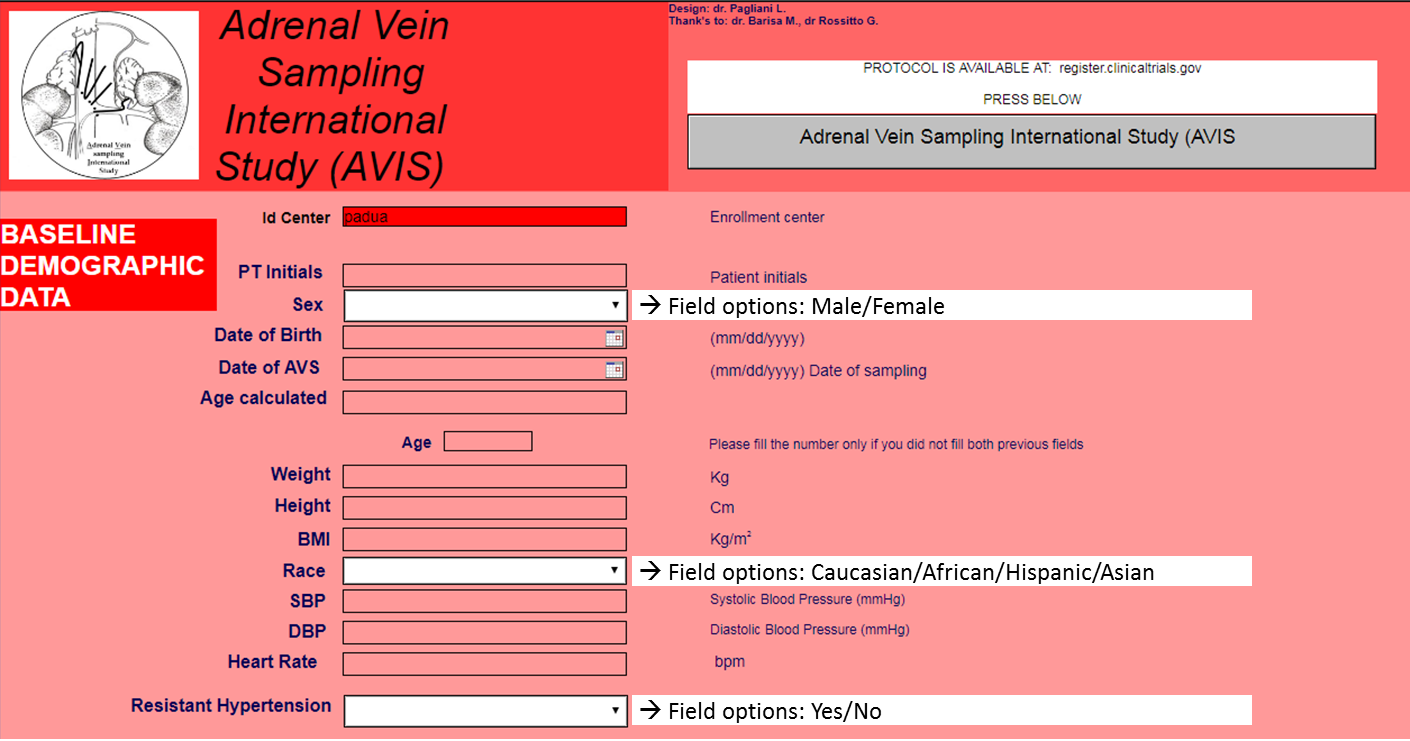 Adrenal Vein
Sampling
International
Study (AVIS)
Adrenal Vein
sampling
International
Study
Design: dr. Pagliani L.
Thank's to: dr. Barisa M., dr Rossitto G.
PROTOCOL IS AVAILABLE AT: register.clinicaltrials.gov
PRESS BELOW
Adrenal Vein Sampling International Study (AVIS
BASELINE
DEMOGRAPHIC
DATA
Id Center padua Enrollment center
PT Initials Patient initials
Sex → Field options: Male/Female
Date of Birth (mm/dd/yyyy)
Date of AVS (mm/dd/yyyy) Date of sampling
Age calculated
Age Please fill the number only if you did not fill both previous fields
Weight Kg
Height Cm
BMI Kg/m²
Race → Field options: Caucasian/African/Hispanic/Asian
SBP Systolic Blood Pressure (mmHg)
DBP Diastolic Blood Pressure (mmHg)
Heart Rate bpm
Resistant Hypertension → Field options: Yes/No